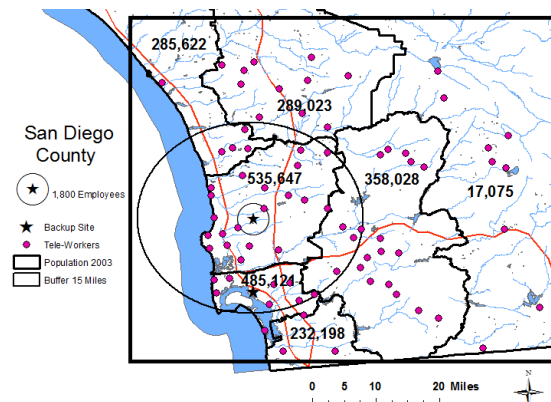 285,622
289,023
San Diego
County
535,647
358,028
17,075
1,800 Employees
Backup Site
Tele-Workers
Population 2003
Buffer 15 Miles
485,121
232,198
0 5 10 20 Miles